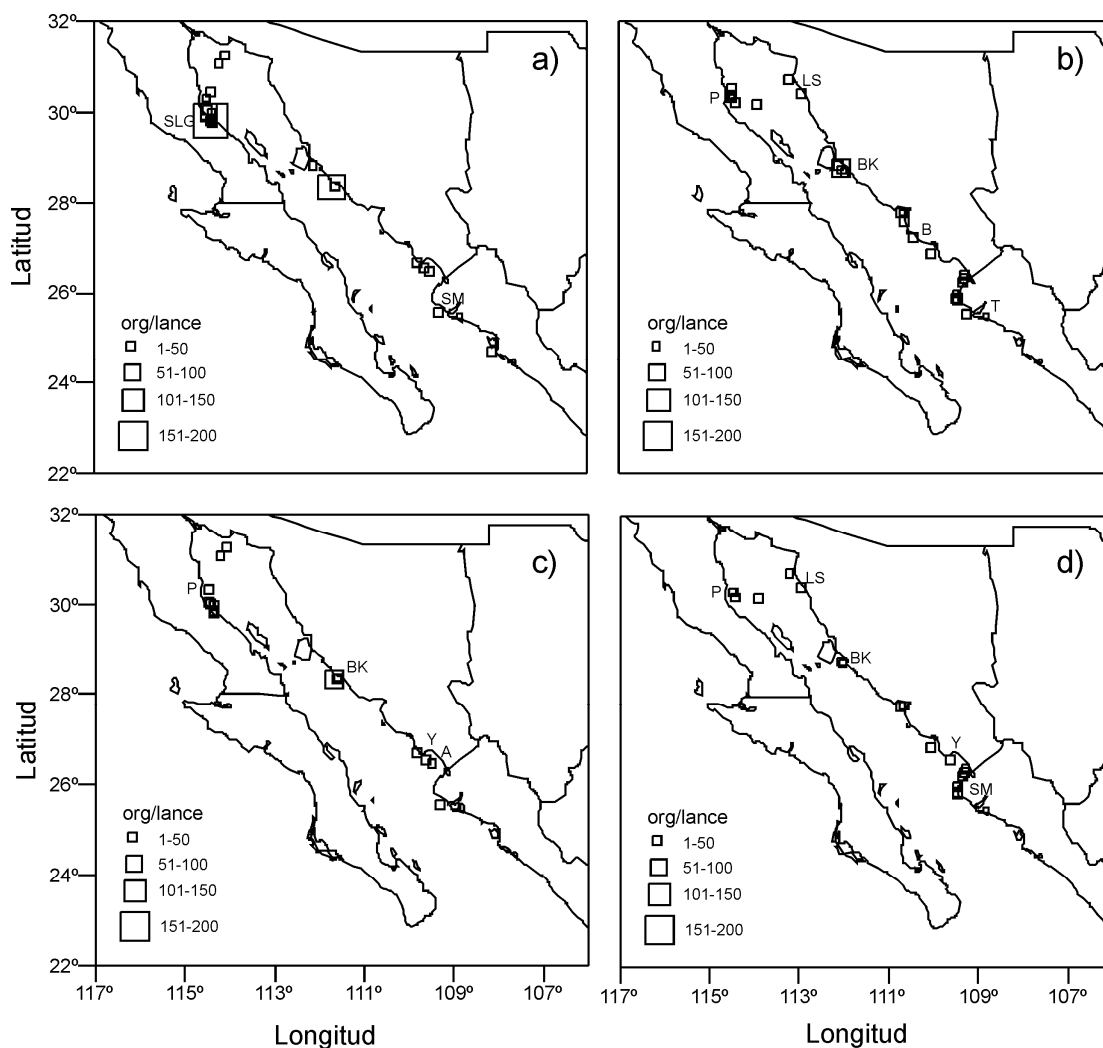 a)
32º
30º
28º
26º
24º
22º
Latitud
SLG
SM
org/lance
1-50
51-100
101-150
151-200
b)
P
LS
BK
B
T
org/lance
1-50
51-100
101-150
151-200
c)
32º
30º
28º
26º
24º
22º
Latitud
P
BK
Y
A
org/lance
1-50
51-100
101-150
151-200
117º
115º
113º
111º
109º
107º
Longitud
d)
P
LS
BK
Y
SM
org/lance
1-50
51-100
101-150
151-200
117º
115º
113º
111º
109º
107º
Longitud